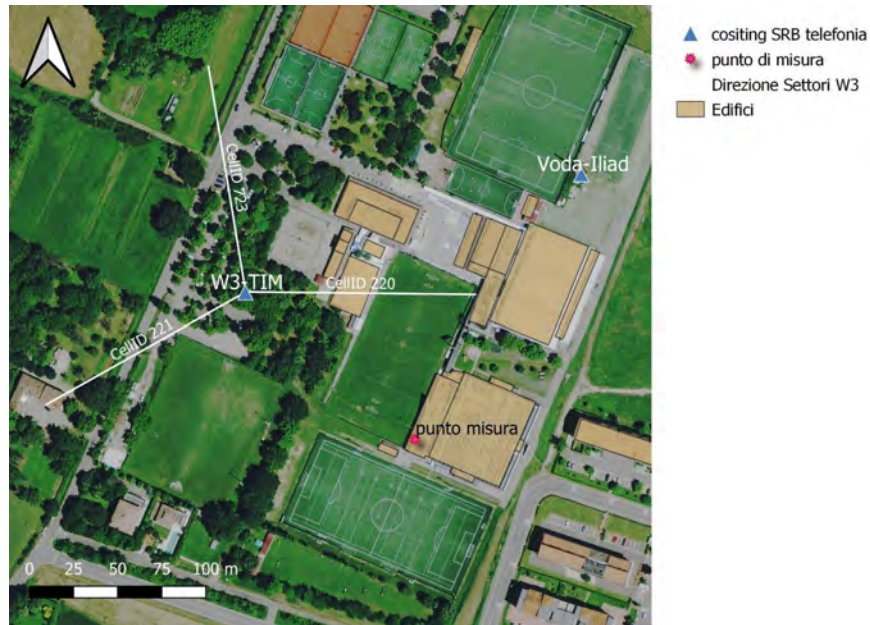 cositing SRB telefonia
punto di misura
Direzione Settori W3
Edifici
Voda-Iliad
CellID 723
W3-TIM
CellID 220
CellID 221
punto misura
0 25 50 75 100 m